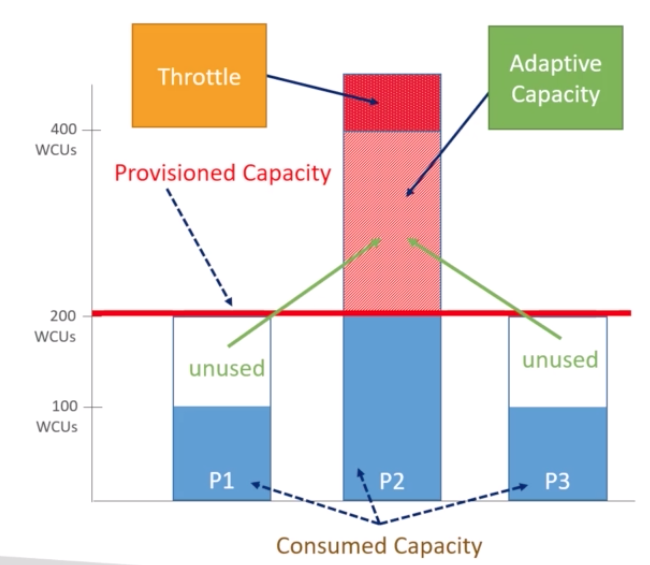 Throttle
Adaptive
Capacity
400
WCUs
Provisioned Capacity
200
WCUs
unused
unused
100
WCUs
P1
P2
P3
Consumed Capacity